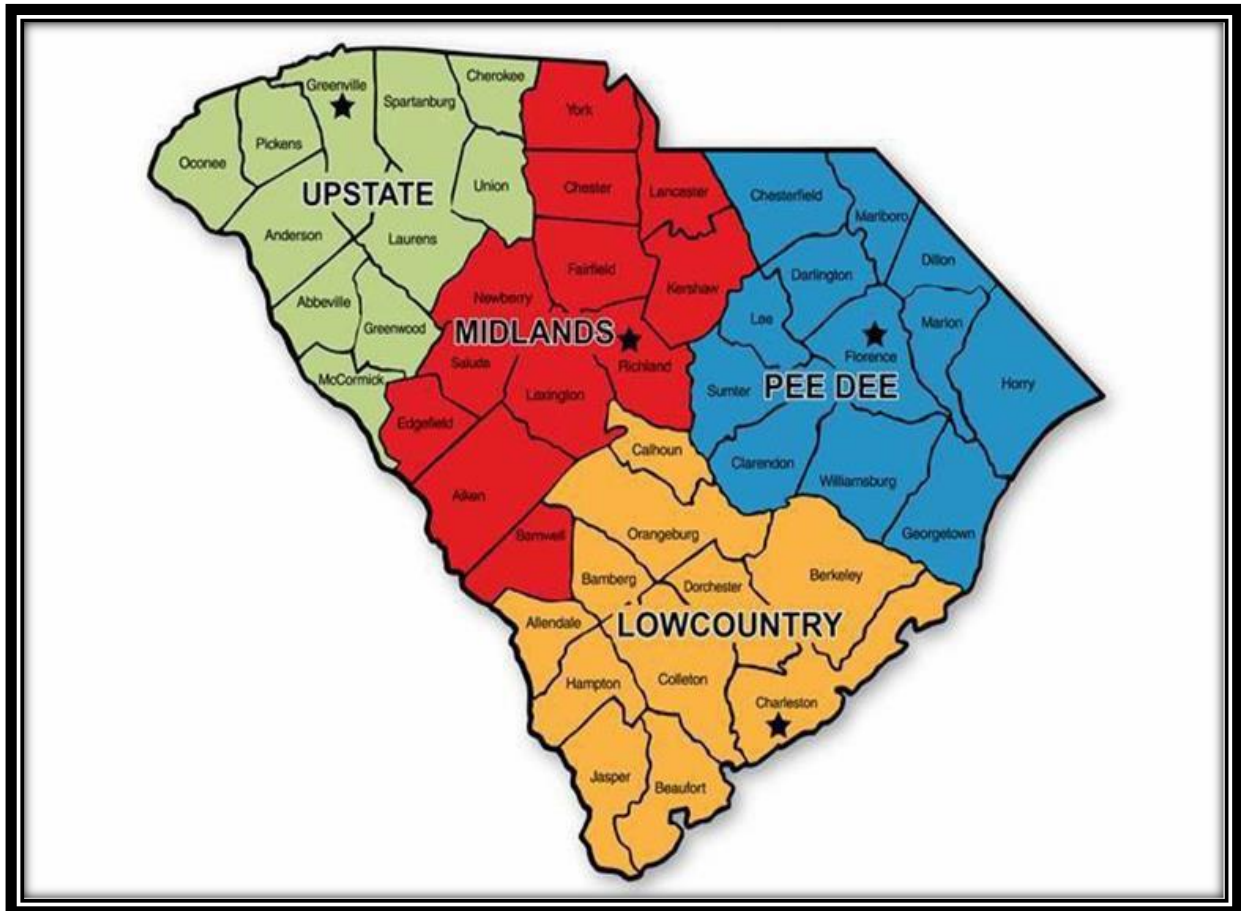 Cherokee
Greenville
Spartanburg
York
Pickens
Oconee
Union
Chester
Lancaster
Chesterfield
UPSTATE
Marlboro
Anderson
Laurens
Dillon
Fairfield
Darlington
Kershaw
Abbeville
Newberry
Greenwood
Lee
Marion
MIDLANDS
Florence
Saluda
Richland
McCormick
Horry
PEE DEE
Sumter
Lexington
Edgefield
Calhoun
Clarendon
Williamsburg
Aiken
Orangeburg
Georgetown
Barnwell
Bamberg
Dorchester
Berkeley
Allendale
LOWCOUNTRY
Hampton
Colleton
Charleston
Jasper
Beaufort